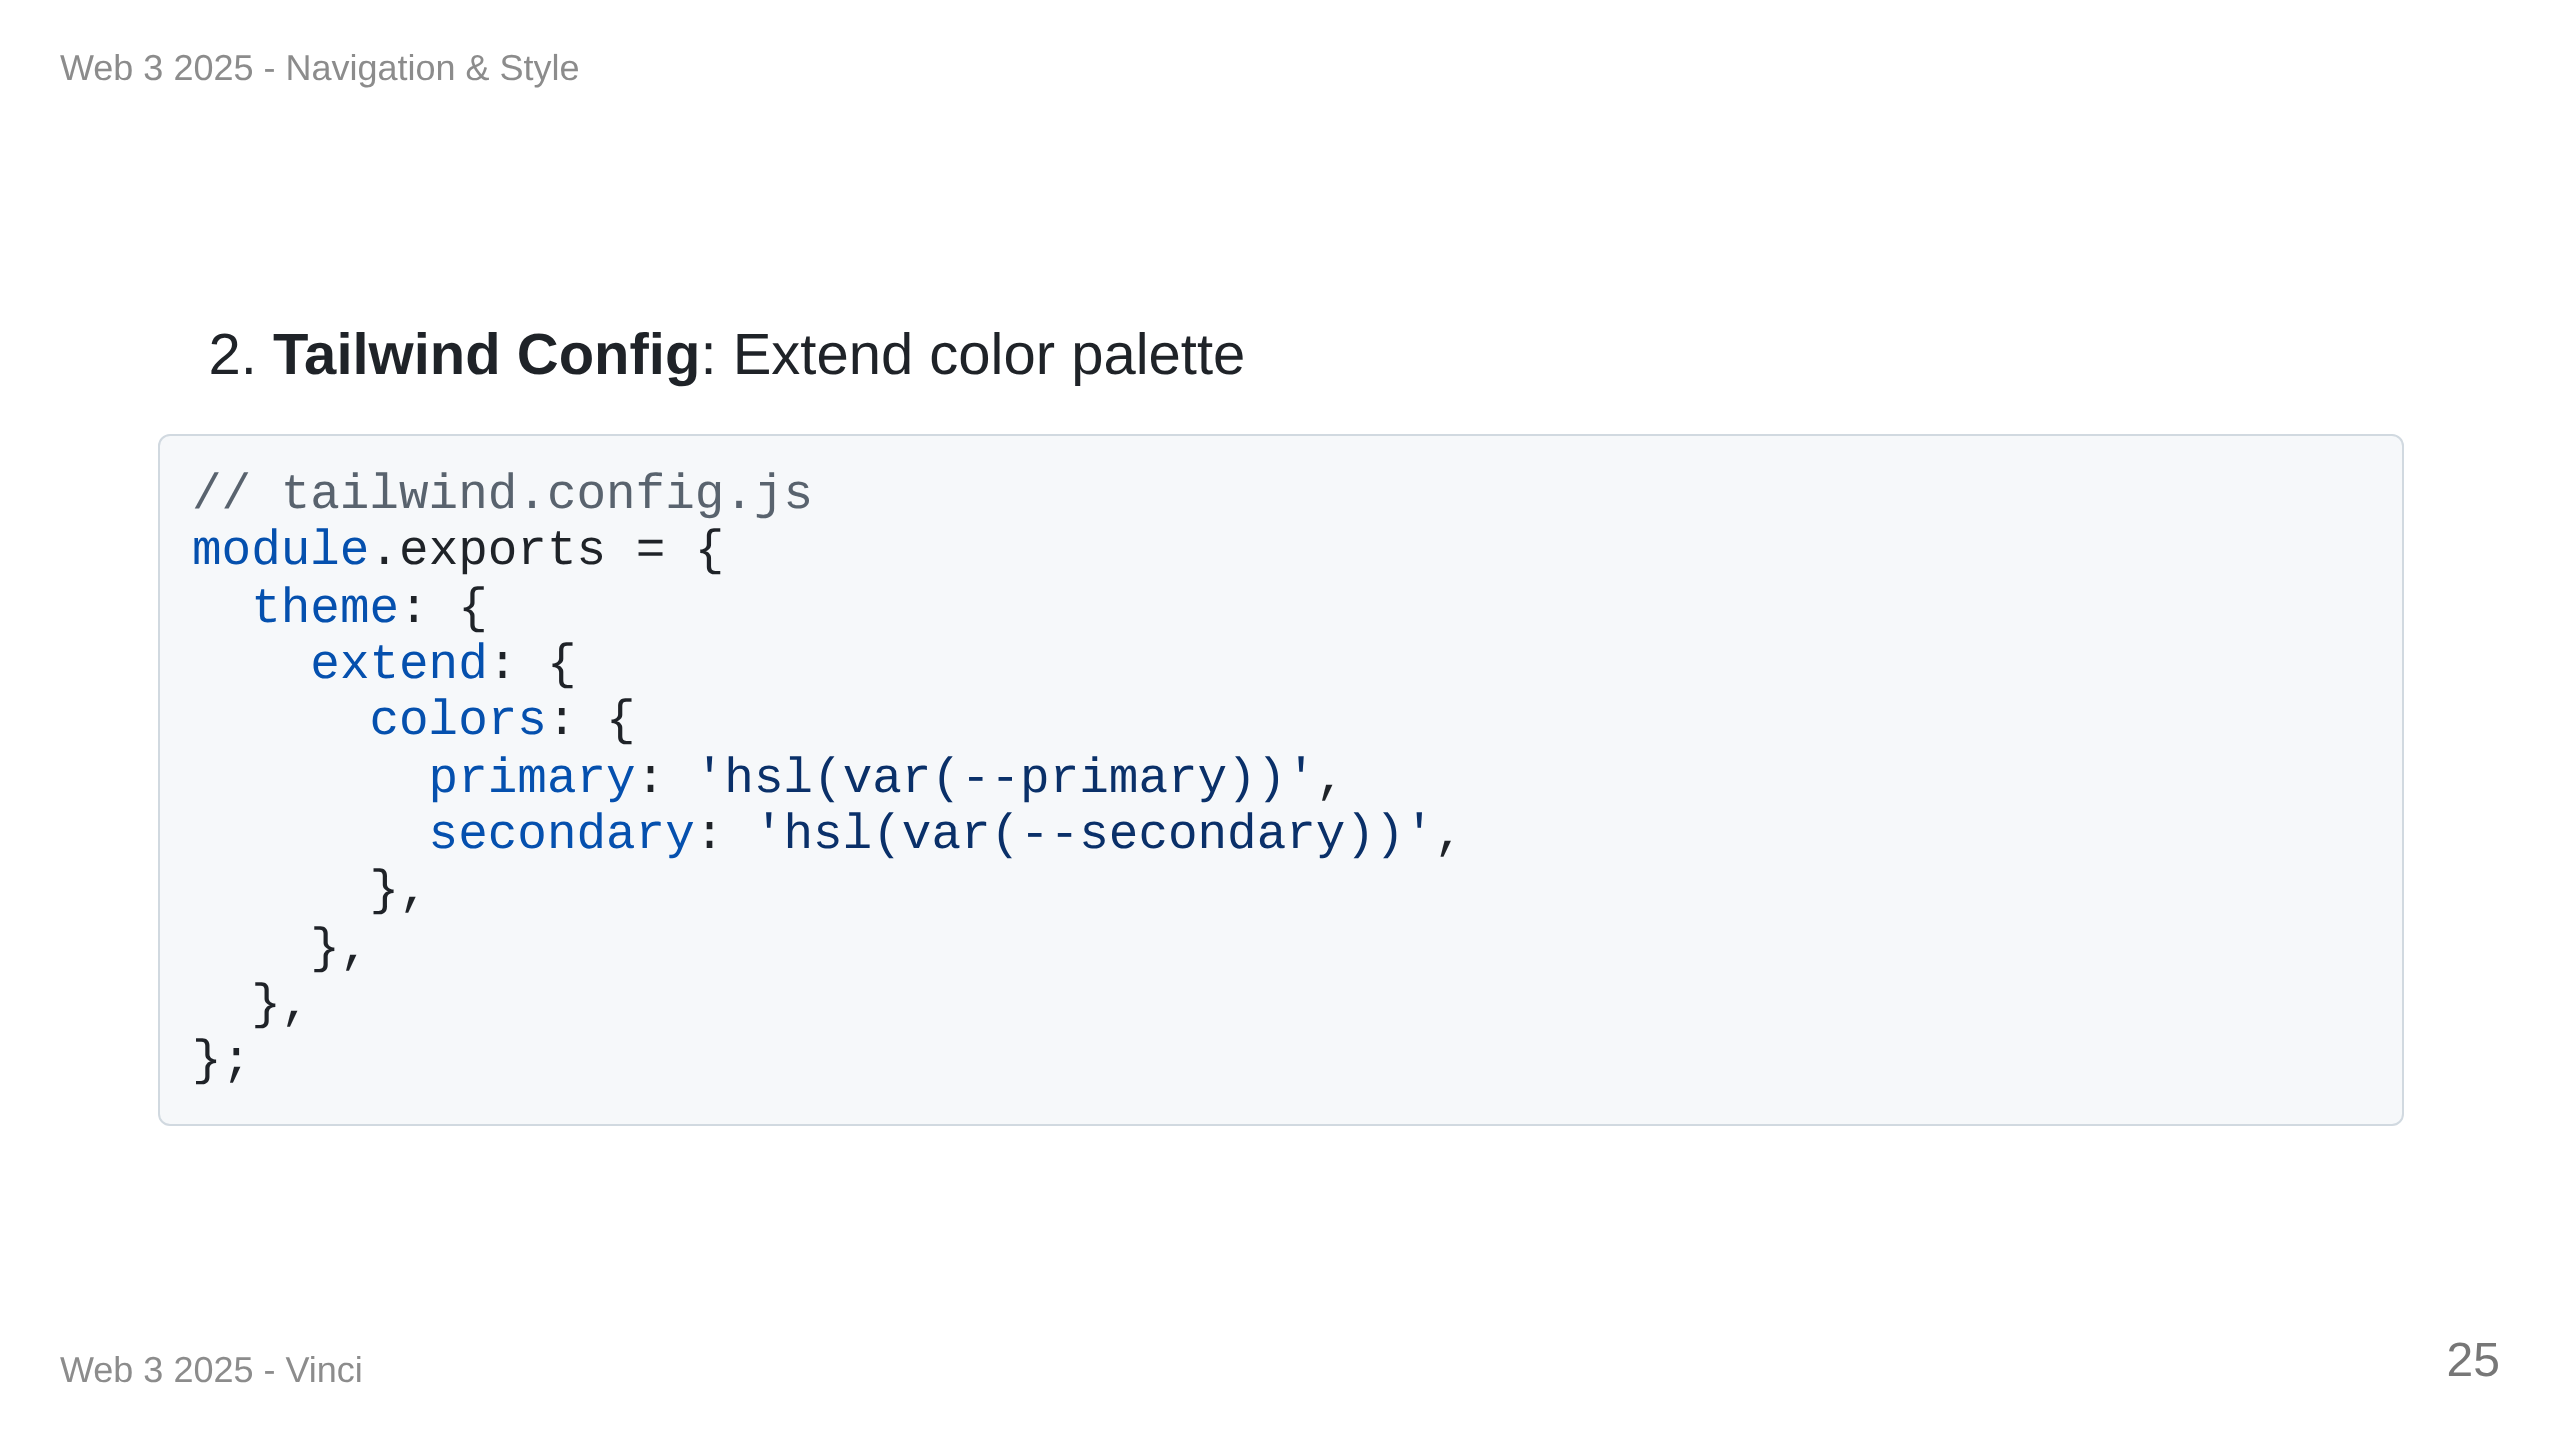 Web 3 2025 - Navigation & Style
2. Tailwind Config: Extend color palette
// tailwind.config.js
module.exports = {
  theme: {
    extend: {
      colors: {
        primary: 'hsl(var(--primary))',
        secondary: 'hsl(var(--secondary))',
      },
    },
  },
};
Web 3 2025 - Vinci
25